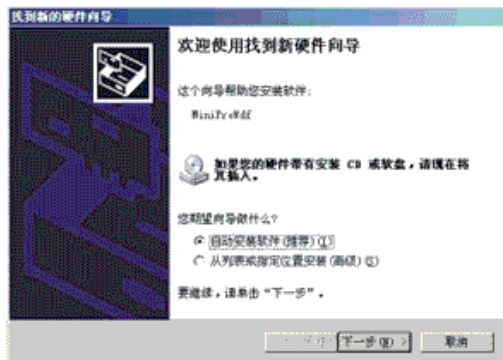 找到新的硬件向导
欢迎使用找到新硬件向导
这个向导帮助您安装软件:
如果您的硬件带有安装 CD 或软盘，请现在将
其插入。
您期望向导做什么?
自动安装软件(推荐)(I)
从列表或指定位置安装(高级)(S)
要继续，请单击“下一步”。
下一步(N) >
取消